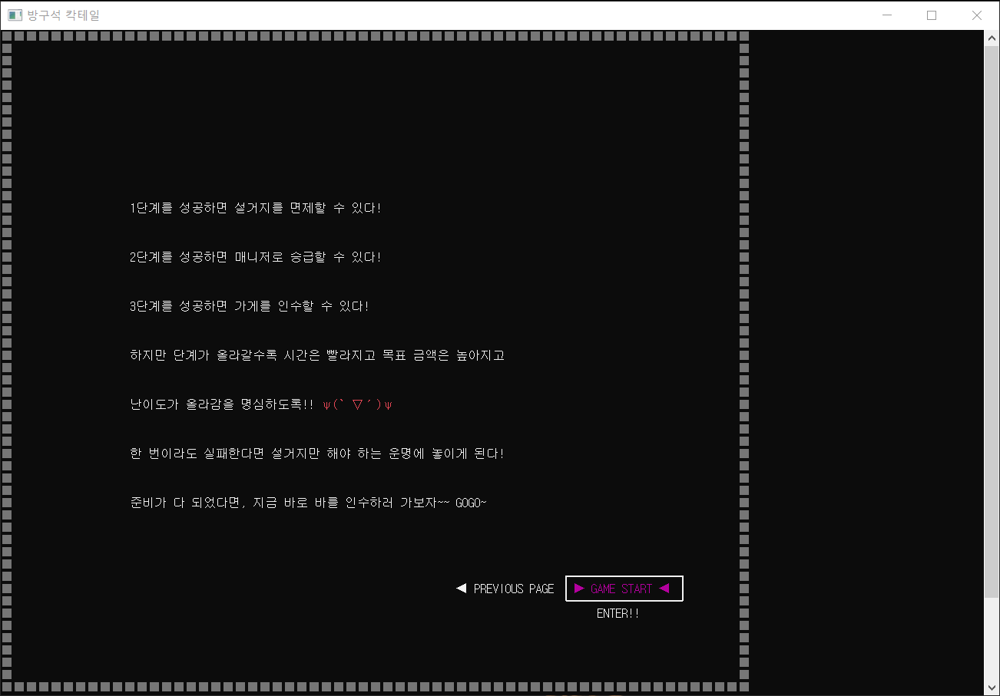 방구석 칵테일
1단계를 성공하면 설거지를 면제할 수 있다!
2단계를 성공하면 매니저로 승급할 수 있다!
3단계를 성공하면 가게를 인수할 수 있다!
하지만 단계가 올라갈수록 시간은 빨라지고 목표 금액은 높아지고
난이도가 올라감을 명심하도록!! ψ(`▽´)ψ
한 번이라도 실패한다면 설거지만 해야 하는 운명에 놓이게 된다!
준비가 다 되었다면, 지금 바로 바를 인수하러 가보자~~ GOGO~
◀ PREVIOUS PAGE ▶ GAME START ◀
ENTER!!